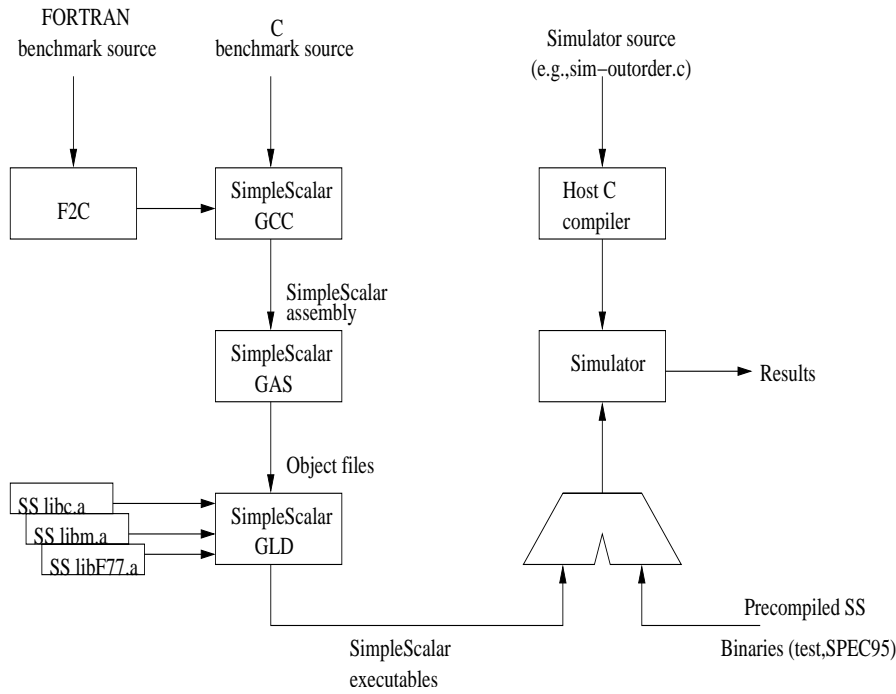 FORTRAN
benchmark source
C
benchmark source
Simulator source
(e.g.,sim−outorder.c)
F2C
SimpleScalar
GCC
Host C
compiler
SimpleScalar
assembly
SimpleScalar
GAS
Simulator
Results
Object files
SS libc.a
SS libm.a
SS libF77.a
SimpleScalar
GLD
Precompiled SS
Binaries (test,SPEC95)
SimpleScalar
executables